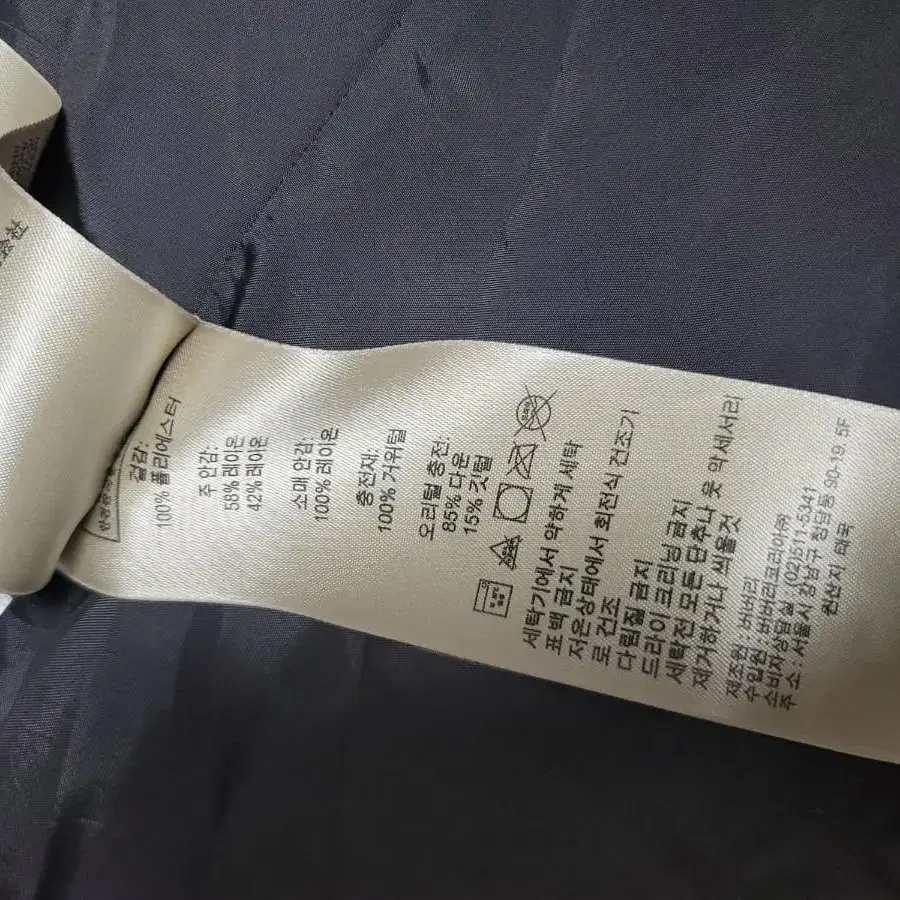 겉감:
100% 폴리에스터
주 안감:
58% 레이온
42% 레이온
소매 안감:
100% 레이온
충전재:
100% 거위털
오리털 충전:
85% 다운
15% 깃털
세탁기에서 약하게 세탁
표백 금지
저온상태에서 회전식 건조기
로 건조
다림질 금지
드라이 크리닝 금지
세탁전 모든 단추나 옷 악세서리
제거하거나 씌울것
제조원 : 버버리
수입원 : 버버리코리아㈜
소비자상담실 (02)511-5341
주 소 : 서울시 강남구 청담동 90-19 5F
원산지 태국